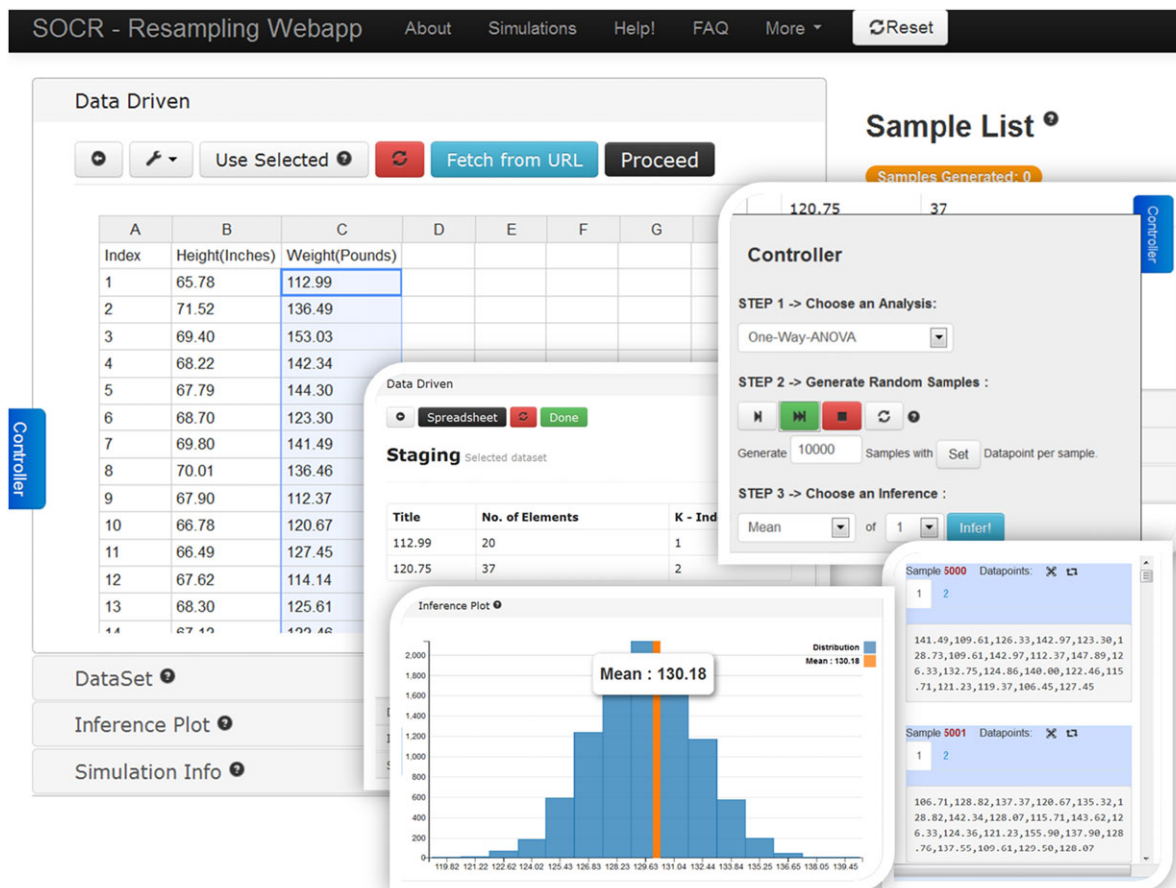 SOCR - Resampling Webapp About Simulations Help! FAQ More Reset
Data Driven
Use Selected Fetch from URL Proceed
A B C D E F G
Index Height(Inches) Weight(Pounds)
1 65.78 112.99
2 71.52 136.49
3 69.40 153.03
4 68.22 142.34
5 67.79 144.30
6 68.70 123.30
7 69.80 141.49
8 70.01 136.46
9 67.90 112.37
10 66.78 120.67
11 66.49 127.45
12 67.62 114.14
13 68.30 125.61
14 67.12 122.46
Controller
DataSet
Inference Plot
Simulation Info
Sample List
Samples Generated: 0
120.75 37
Controller
Controller
STEP 1 -> Choose an Analysis:
One-Way-ANOVA
STEP 2 -> Generate Random Samples :
Generate 10000 Samples with Set Datapoint per sample.
STEP 3 -> Choose an Inference :
Mean of 1 Infer!
Data Driven
Spreadsheet Done
Staging Selected dataset
Title No. of Elements
112.99 20 1
120.75 37 2
Inference Plot
Distribution
Mean : 130.18
Mean : 130.18
2,000
1,800
1,600
1,400
1,200
1,000
800
600
400
200
0
119.82 121.22 122.62 124.02 125.43 126.83 128.23 129.63 131.04 132.44 133.84 135.25 136.65 138.05 139.45
Sample 5000 Datapoints:
1 2
141.49,109.61,126.33,142.97,123.30,1
28.73,109.61,142.97,112.37,147.89,12
6.33,132.75,124.86,140.00,122.46,115
.71,121.23,119.37,106.45,127.45
Sample 5001 Datapoints:
1 2
106.71,128.82,137.37,120.67,135.32,1
28.82,142.34,128.07,115.71,143.62,12
6.33,124.36,121.23,155.90,137.90,128
.76,137.55,109.61,129.50,128.07